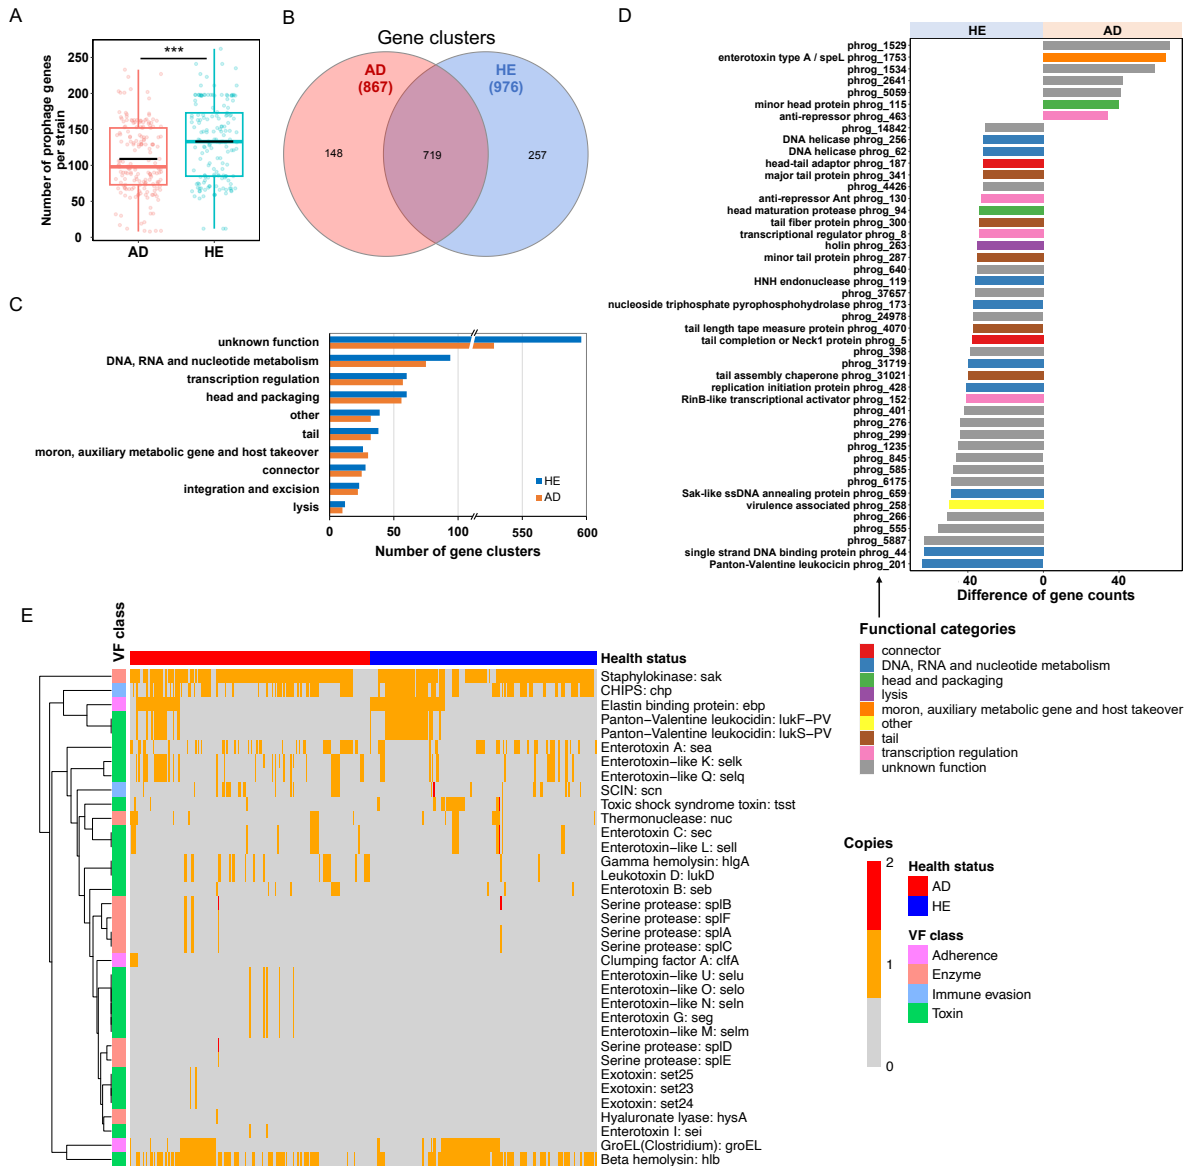 A
Number of prophage genes
per strain
250
200
150
100
50
0
***
AD
HE
B
Gene clusters
AD
(867)
HE
(976)
148
719
257
C
unknown function
DNA, RNA and nucleotide metabolism
transcription regulation
head and packaging
other
tail
moron, auxiliary metabolic gene and host takeover
connector
integration and excision
lysis
HE
AD
0
50
100
550
600
Number of gene clusters
D
HE
AD
phrog_1529
enterotoxin type A / speL phrog_1753
phrog_1534
phrog_2641
phrog_5059
minor head protein phrog_115
anti-repressor phrog_463
phrog_14842
DNA helicase phrog_256
DNA helicase phrog_62
head-tail adaptor phrog_187
major tail protein phrog_341
phrog_4426
anti-repressor Ant phrog_130
head maturation protease phrog_94
tail fiber protein phrog_300
transcriptional regulator phrog_8
holin phrog_263
minor tail protein phrog_287
phrog_640
HNH endonuclease phrog_119
phrog_37657
nucleoside triphosphate pyrophosphohydrolase phrog_173
phrog_24978
tail length tape measure protein phrog_4070
tail completion or Neck1 protein phrog_5
phrog_398
phrog_31719
tail assembly chaperone phrog_31021
replication initiation protein phrog_428
RinB-like transcriptional activator phrog_152
phrog_401
phrog_276
phrog_299
phrog_1235
phrog_845
phrog_585
phrog_6175
Sak-like ssDNA annealing protein phrog_659
virulence associated phrog_258
phrog_266
phrog_555
phrog_5887
single strand DNA binding protein phrog_44
Panton-Valentine leukocicin phrog_201
40
0
40
Difference of gene counts
Functional categories
connector
DNA, RNA and nucleotide metabolism
head and packaging
lysis
moron, auxiliary metabolic gene and host takeover
other
tail
transcription regulation
unknown function
E
VF class
Health status
Staphylokinase: sak
CHIPS: chp
Elastin binding protein: ebp
Panton−Valentine leukocidin: lukF−PV
Panton−Valentine leukocidin: lukS−PV
Enterotoxin A: sea
Enterotoxin−like K: selk
Enterotoxin−like Q: selq
SCIN: scn
Toxic shock syndrome toxin: tsst
Thermonuclease: nuc
Enterotoxin C: sec
Enterotoxin−like L: sell
Gamma hemolysin: hlgA
Leukotoxin D: lukD
Enterotoxin B: seb
Serine protease: splB
Serine protease: splF
Serine protease: splA
Serine protease: splC
Clumping factor A: clfA
Enterotoxin−like U: selu
Enterotoxin−like O: selo
Enterotoxin−like N: seln
Enterotoxin G: seg
Enterotoxin−like M: selm
Serine protease: splD
Serine protease: splE
Exotoxin: set25
Exotoxin: set23
Exotoxin: set24
Hyaluronate lyase: hysA
Enterotoxin I: sei
GroEL(Clostridium): groEL
Beta hemolysin: hlb
Copies
2
1
0
Health status
AD
HE
VF class
Adherence
Enzyme
Immune evasion
Toxin